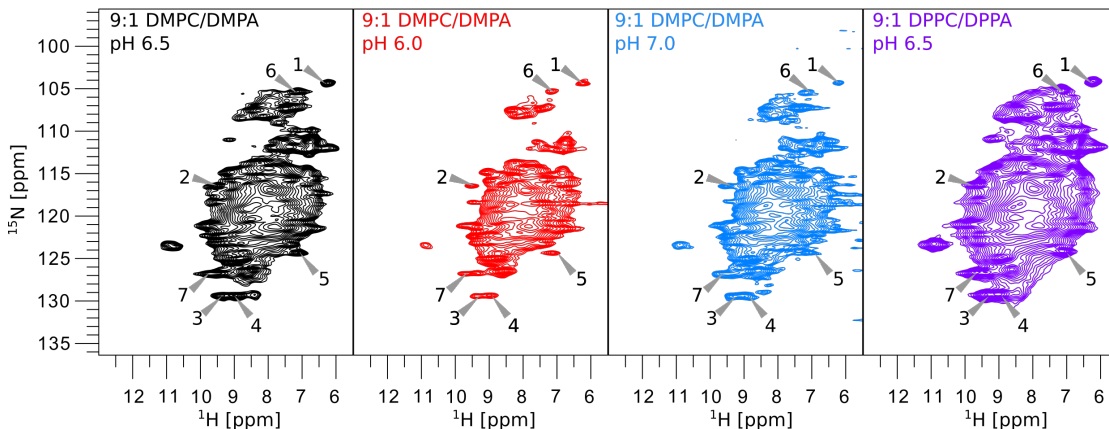 9:1 DMPC/DMPA
pH 6.5
9:1 DMPC/DMPA
pH 6.0
9:1 DMPC/DMPA
pH 7.0
9:1 DPPC/DPPA
pH 6.5
6 1
6 1
6 1
6 1
2
2
2
2
5
5
5
5
7
7
7
7
3 4
3 4
3 4
3 4
100
105
110
115
120
125
130
135
¹⁵N [ppm]
12 11 10 9 8 7 6
12 11 10 9 8 7 6
12 11 10 9 8 7 6
12 11 10 9 8 7 6
¹H [ppm]
¹H [ppm]
¹H [ppm]
¹H [ppm]